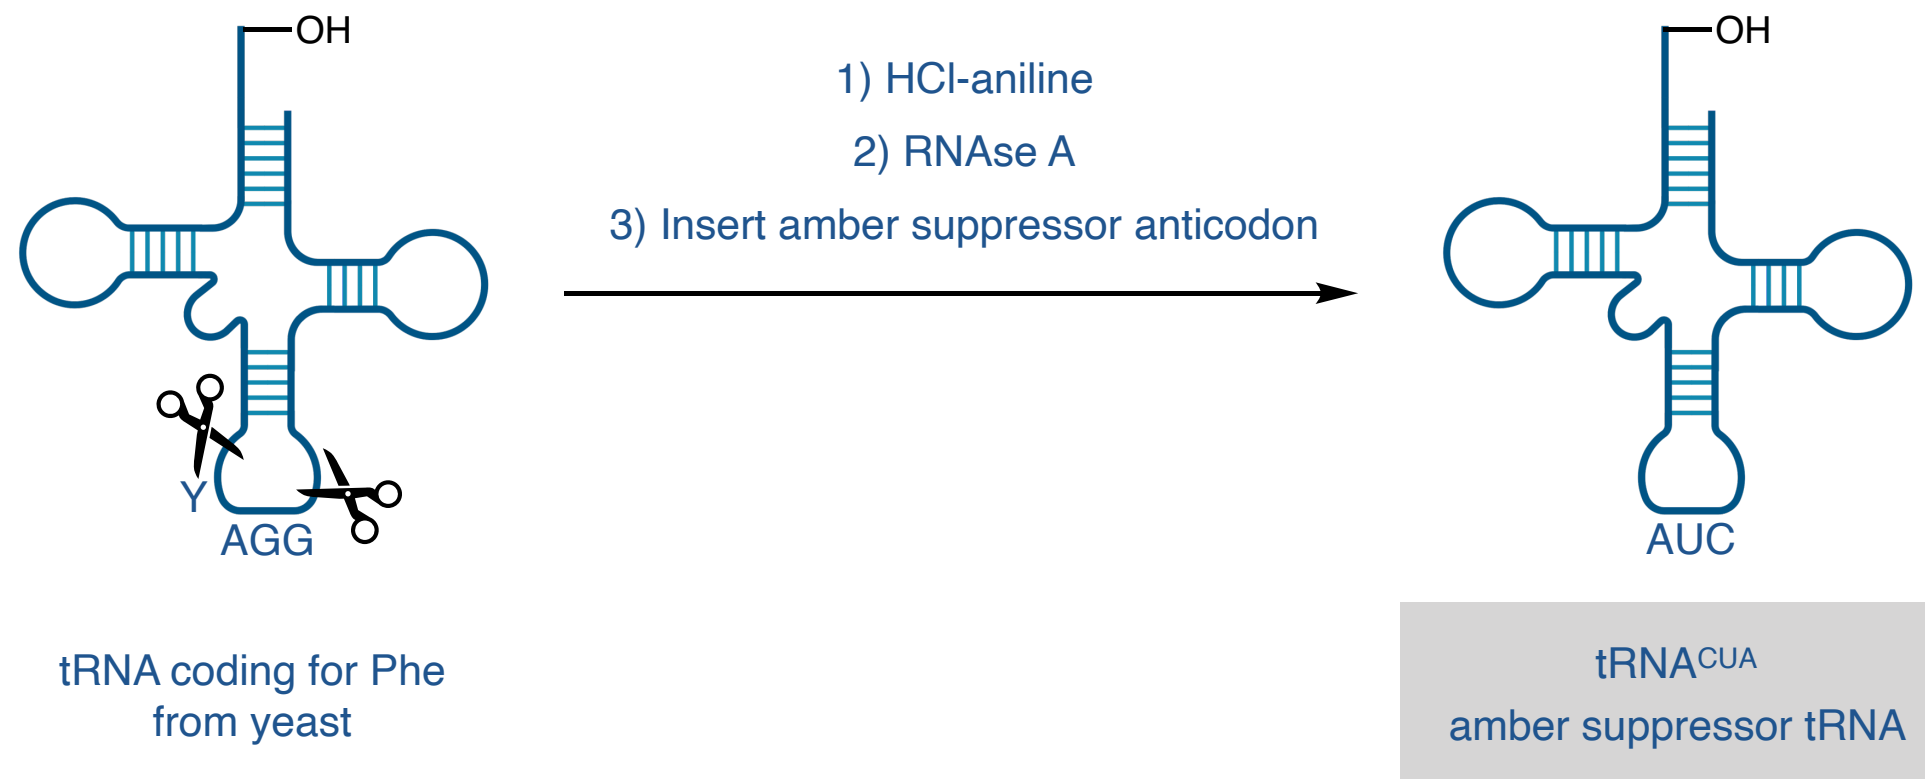 OH
1) HCl-aniline
2) RNAse A
3) Insert amber suppressor anticodon
OH
Y
AGG
AUC
tRNA coding for Phe
from yeast
tRNACUA
amber suppressor tRNA